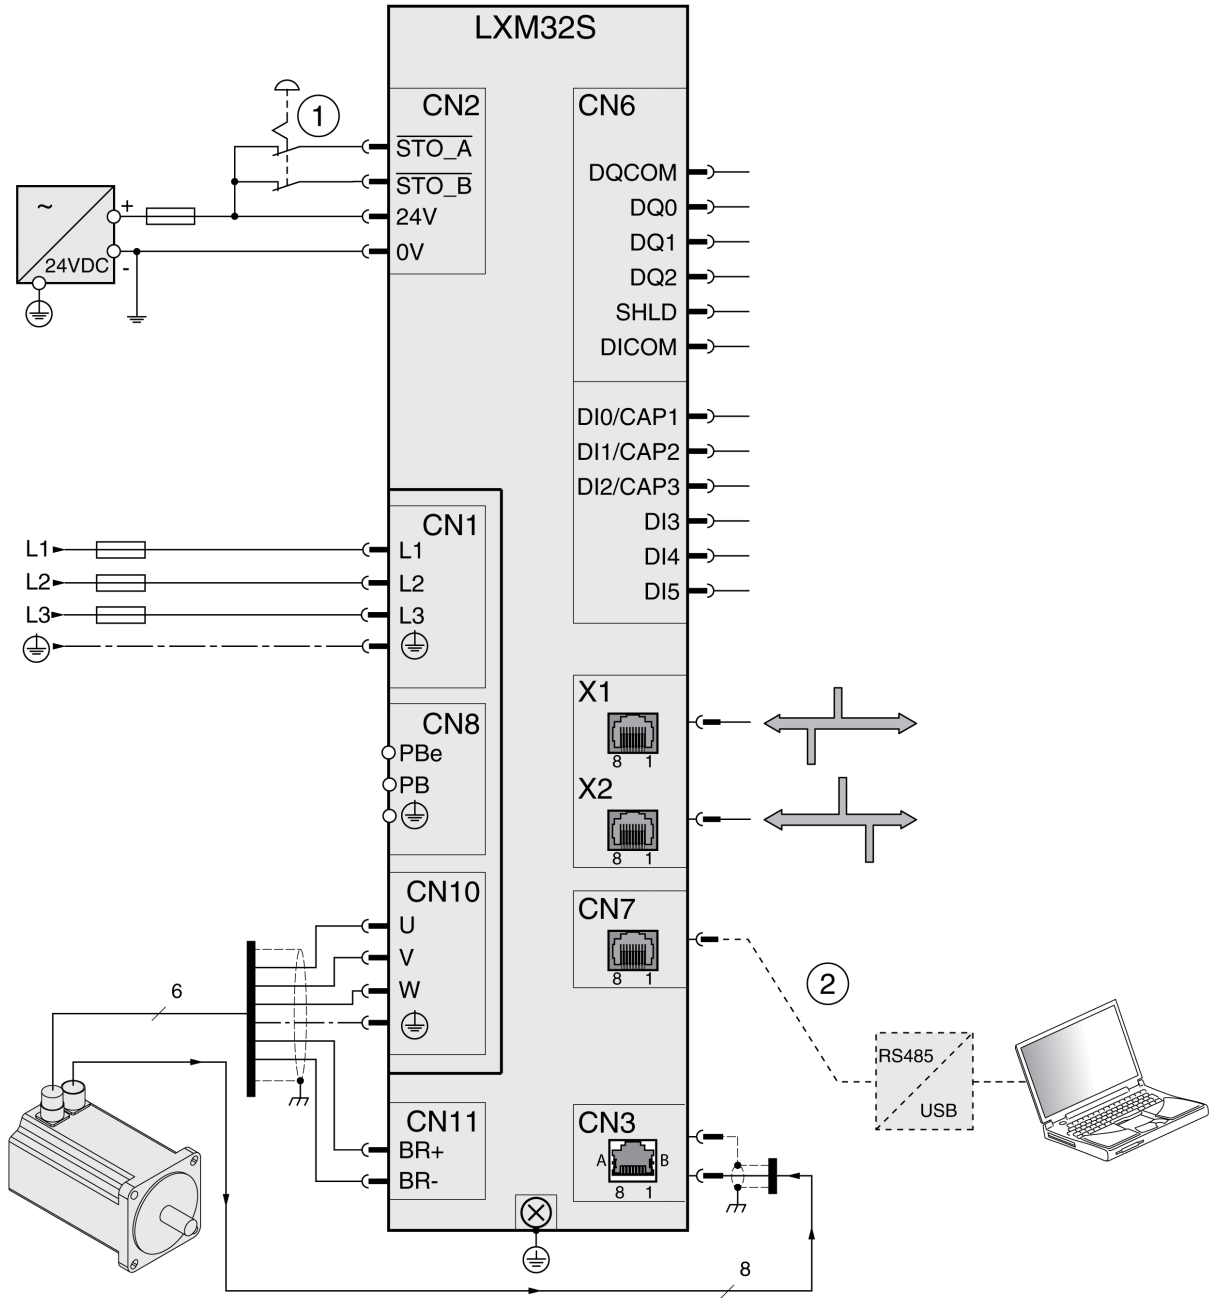 LXM32S
CN2
1
STO_A
STO_B
24V
0V
~
+
24VDC
-
CN6
DQCOM
DQ0
DQ1
DQ2
SHLD
DICOM
DI0/CAP1
DI1/CAP2
DI2/CAP3
DI3
DI4
DI5
CN1
L1 L1
L2 L2
L3 L3
CN8
PBe
PB
X1
8 1
X2
8 1
CN10
U
V
W
6
CN7
8 1
2
RS485
USB
CN11
BR+
BR-
CN3
A B
8 1
8